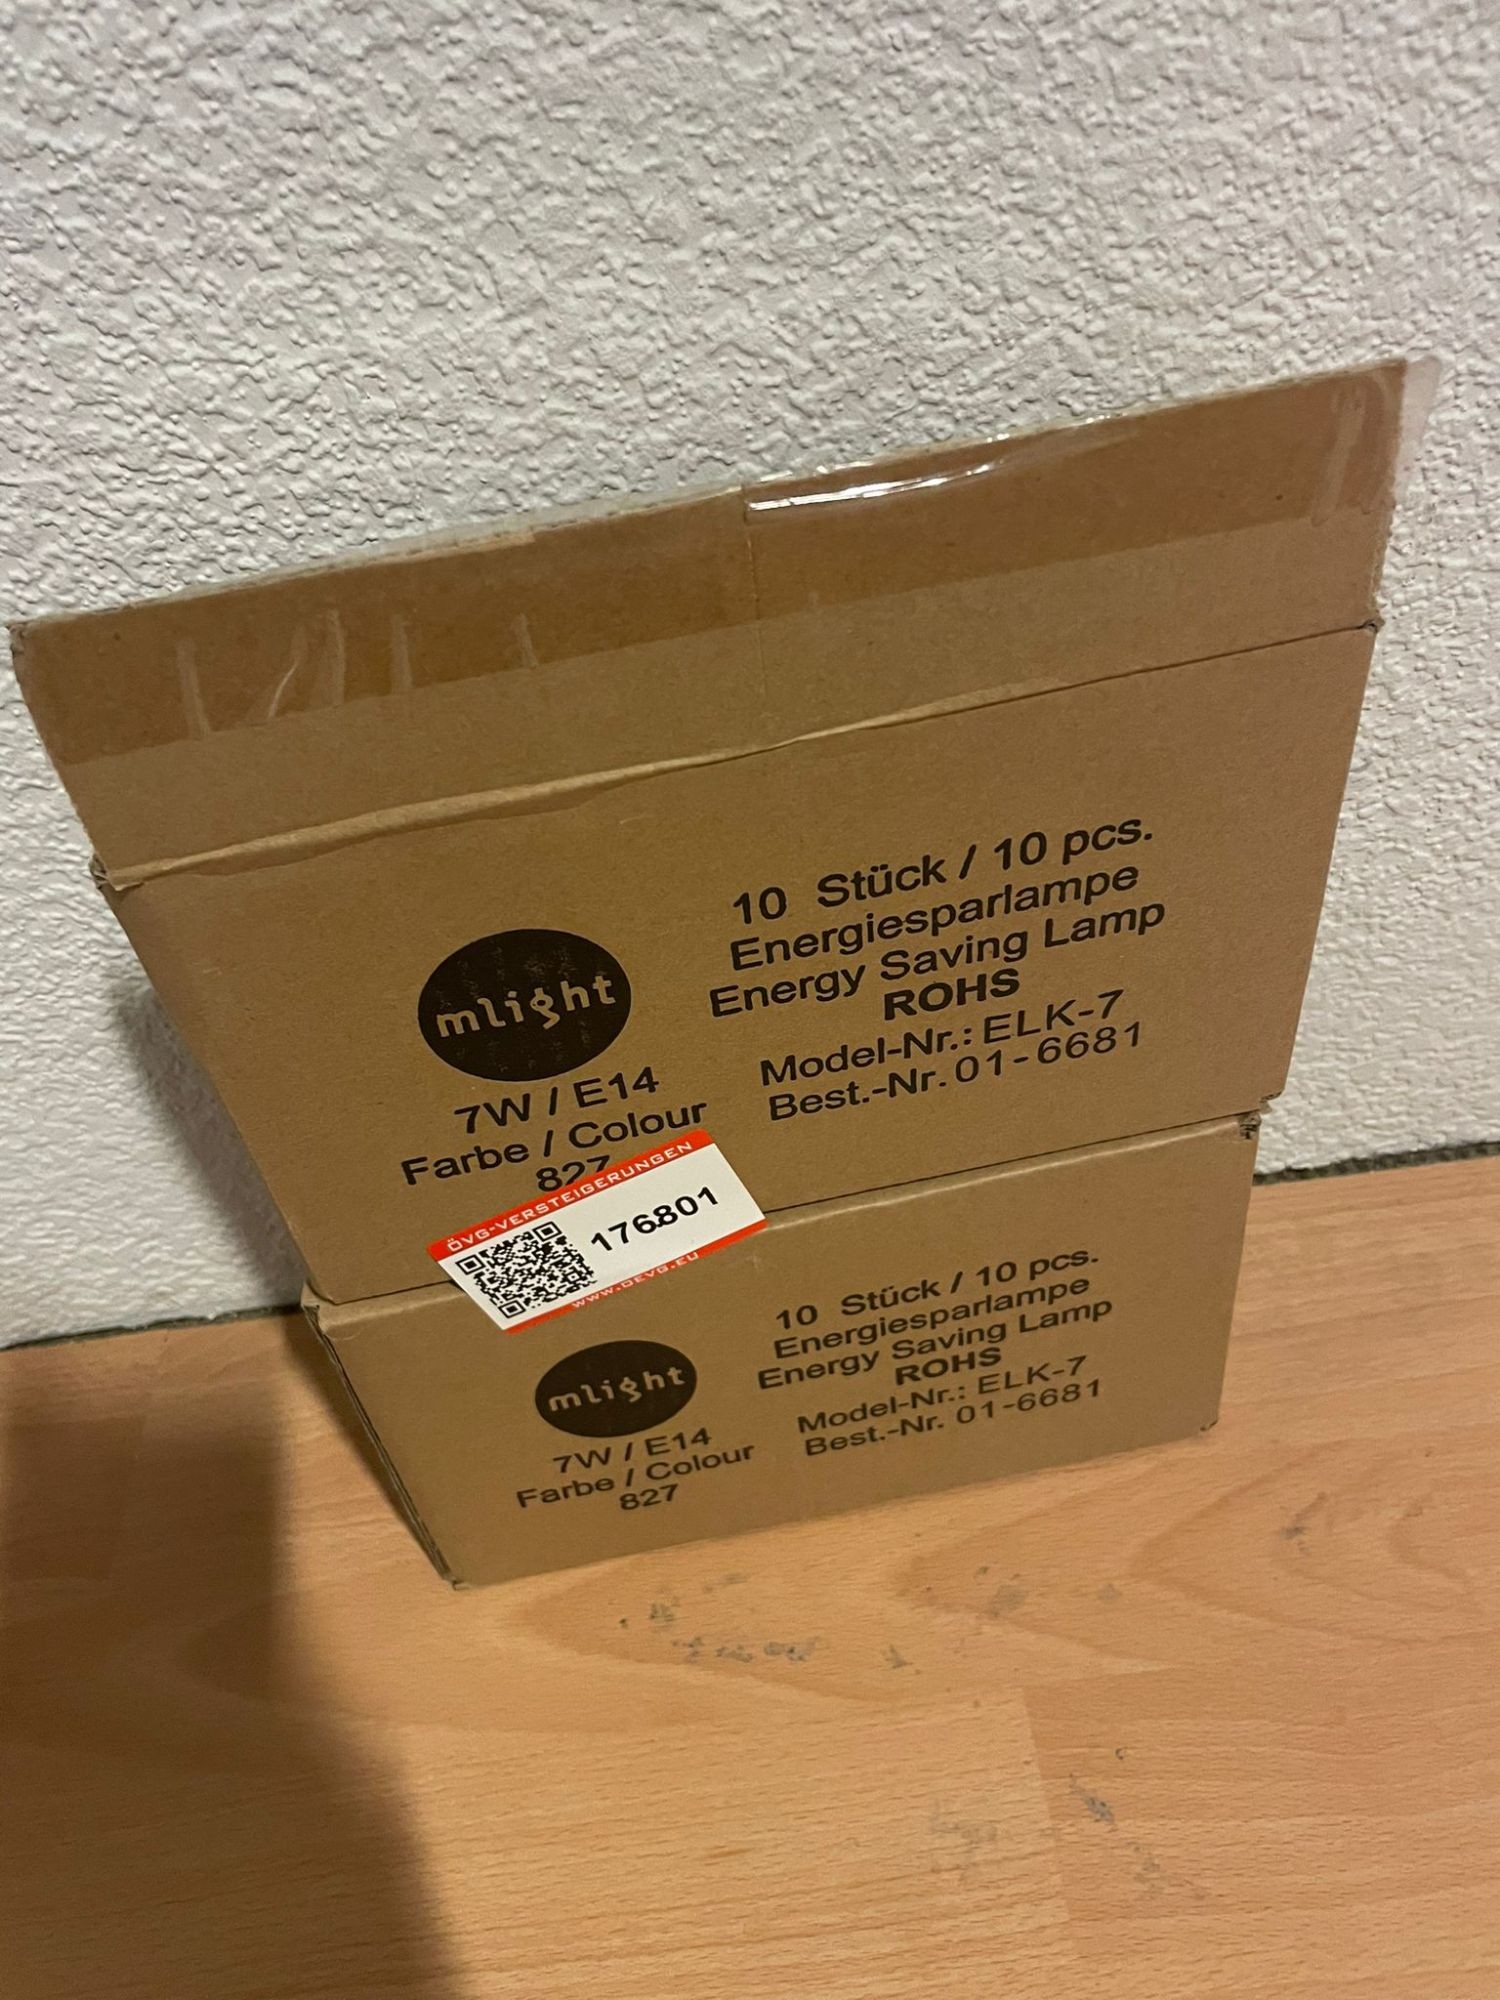 10 Stück / 10 pcs.
Energiesparlampe
Energy Saving Lamp
ROHS
Model-Nr.: ELK-7
Best.-Nr. 01-6681
mlight
7W / E14
Farbe / Colour
827
ÖVG-VERSTEIGERUNGEN
176801
www.oevg.eu
10 Stück / 10 pcs.
Energiesparlampe
Energy Saving Lamp
ROHS
Model-Nr.: ELK-7
Best.-Nr. 01-6681
mlight
7W / E14
Farbe / Colour
827